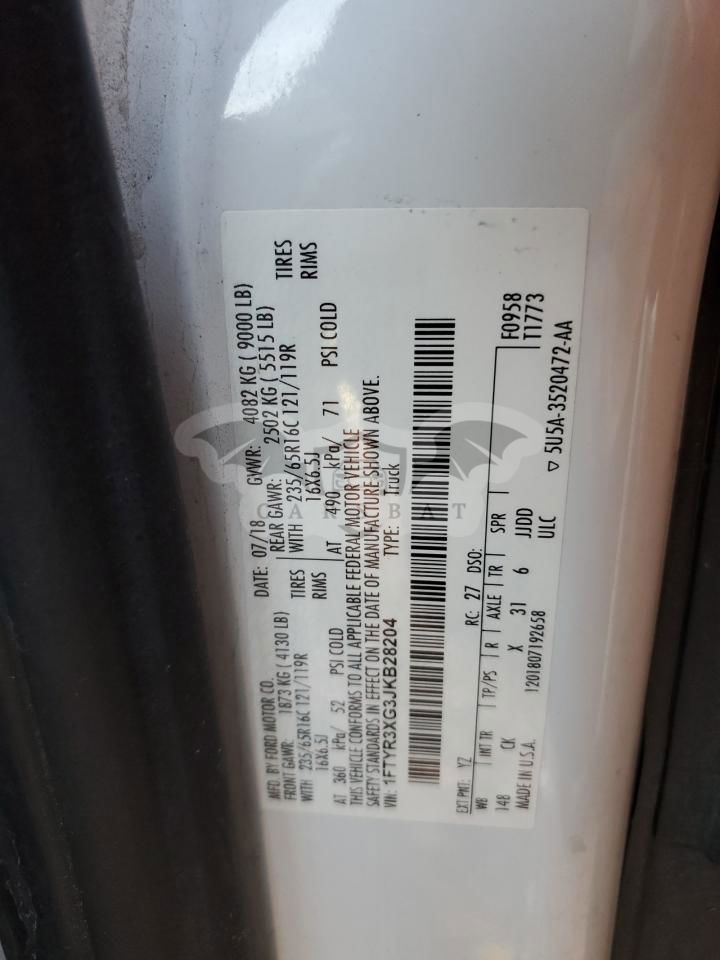 MFD. BY FORD MOTOR CO.
DATE: 07/18 GVWR: 4082 KG ( 9000 LB)
FRONT GAWR: 1873 KG ( 4130 LB) REAR GAWR: 2502 KG ( 5515 LB)
WITH 235/65R16C 121/119R TIRES WITH 235/65R16C 121/119R TIRES
16X6.5J RIMS 16X6.5J RIMS
AT 360 kPa/ 52 PSI COLD AT 490 kPa/ 71 PSI COLD
THIS VEHICLE CONFORMS TO ALL APPLICABLE FEDERAL MOTOR VEHICLE
SAFETY STANDARDS IN EFFECT ON THE DATE OF MANUFACTURE SHOWN ABOVE.
VIN: 1FTYR3XG3JKB28204 TYPE: Truck
EXT PNT: YZ RC: 27 DSO:
WB INT TR TP/PS R AXLE TR SPR
148 CK X 31 6 JJDD F0958
MADE IN U.S.A. 1201807192658 ULC T1773
▽ 5U5A-3520472-AA
CARSBAT